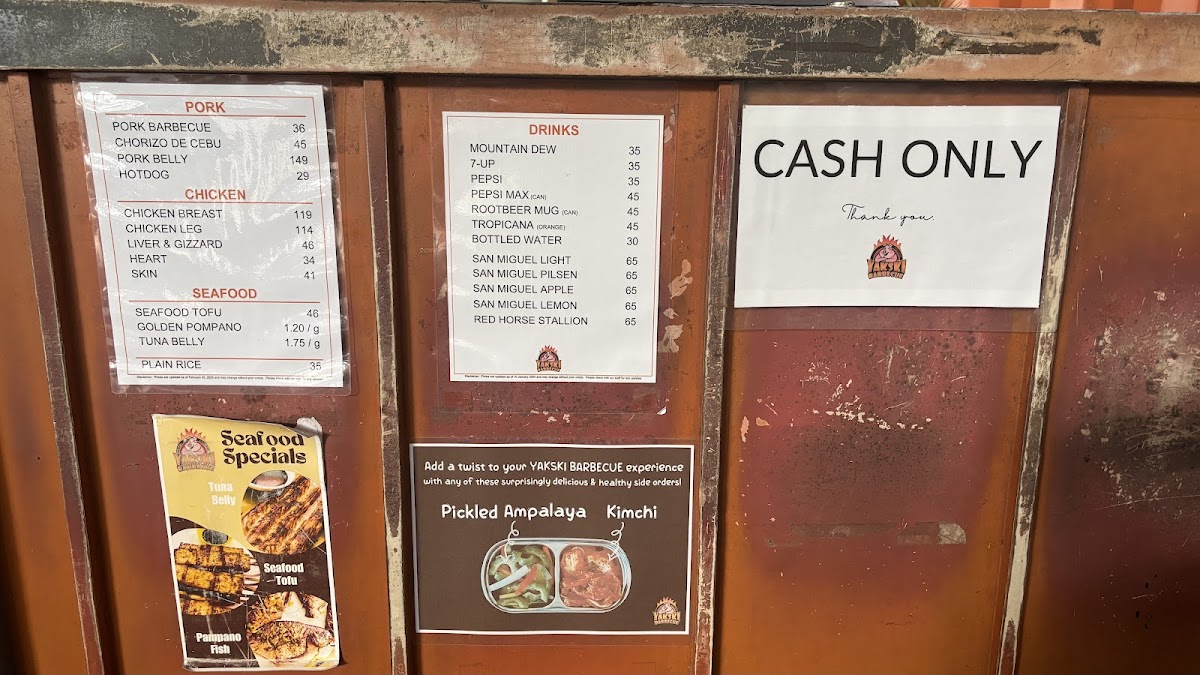 PORK
PORK BARBECUE 36
CHORIZO DE CEBU 45
PORK BELLY 149
HOTDOG 29
CHICKEN
CHICKEN BREAST 119
CHICKEN LEG 114
LIVER & GIZZARD 46
HEART 34
SKIN 41
SEAFOOD
SEAFOOD TOFU 46
GOLDEN POMPANO 1.20 / g
TUNA BELLY 1.75 / g
PLAIN RICE 35
DRINKS
MOUNTAIN DEW 35
7-UP 35
PEPSI 35
PEPSI MAX (CAN) 45
ROOTBEER MUG (CAN) 45
TROPICANA (ORANGE) 45
BOTTLED WATER 30
SAN MIGUEL LIGHT 65
SAN MIGUEL PILSEN 65
SAN MIGUEL APPLE 65
SAN MIGUEL LEMON 65
RED HORSE STALLION 65
YAKSKI
BARBECUE
CASH ONLY
Thank you.
YAKSKI
BARBECUE
Seafood
Specials
Tuna
Belly
Seafood
Tofu
Pampano
Fish
Add a twist to your YAKSKI BARBECUE experience
with any of these surprisingly delicious & healthy side orders!
Pickled Ampalaya Kimchi
YAKSKI
BARBECUE